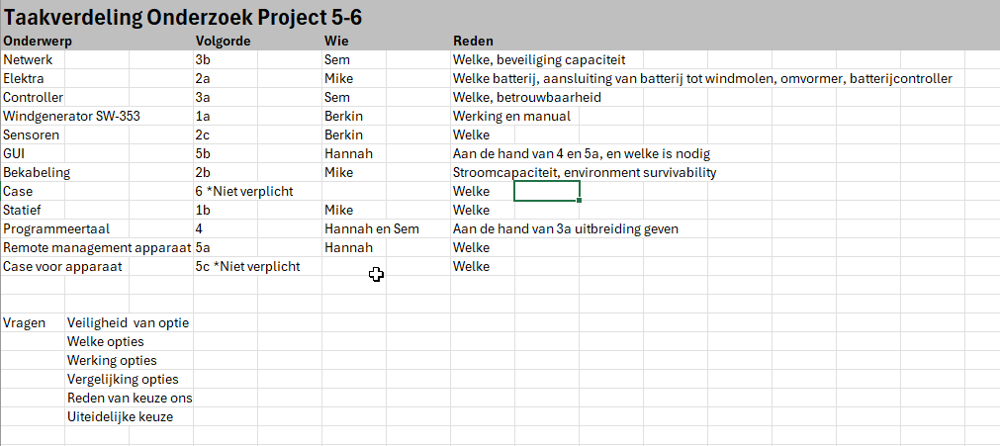 Taakverdeling Onderzoek Project 5-6
Onderwerp Volgorde Wie Reden
Netwerk 3b Sem Welke, beveiliging capaciteit
Elektra 2a Mike Welke batterij, aansluiting van batterij tot windmolen, omvormer, batterijcontroller
Controller 3a Sem Welke, betrouwbaarheid
Windgenerator SW-353 1a Berkin Werking en manual
Sensoren 2c Berkin Welke
GUI 5b Hannah Aan de hand van 4 en 5a, en welke is nodig
Bekabeling 2b Mike Stroomcapaciteit, environment survivability
Case 6 *Niet verplicht Welke
Statief 1b Mike Welke
Programmeertaal 4 Hannah en Sem Aan de hand van 3a uitbreiding geven
Remote management apparaat 5a Hannah Welke
Case voor apparaat 5c *Niet verplicht Welke
Vragen Veiligheid van optie
Welke opties
Werking opties
Vergelijking opties
Reden van keuze ons
Uiteidelijke keuze